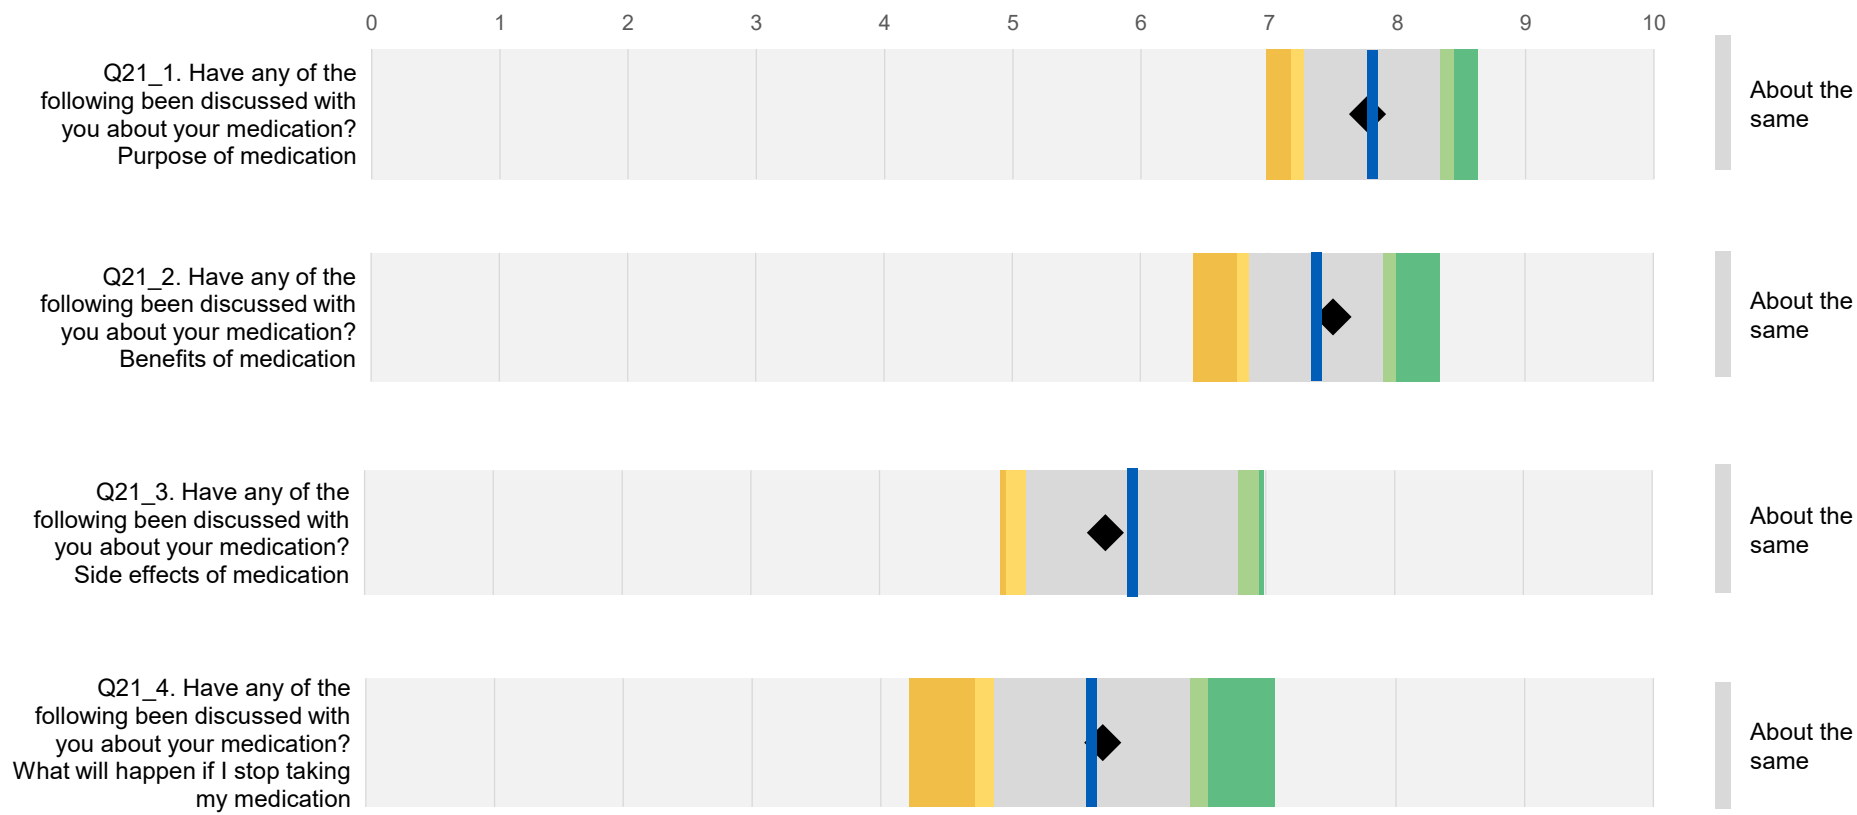 0 1 2 3 4 5 6 7 8 9 10
Q21_1. Have any of the
following been discussed with
you about your medication?
Purpose of medication
About the
same
Q21_2. Have any of the
following been discussed with
you about your medication?
Benefits of medication
About the
same
Q21_3. Have any of the
following been discussed with
you about your medication?
Side effects of medication
About the
same
Q21_4. Have any of the
following been discussed with
you about your medication?
What will happen if I stop taking
my medication
About the
same